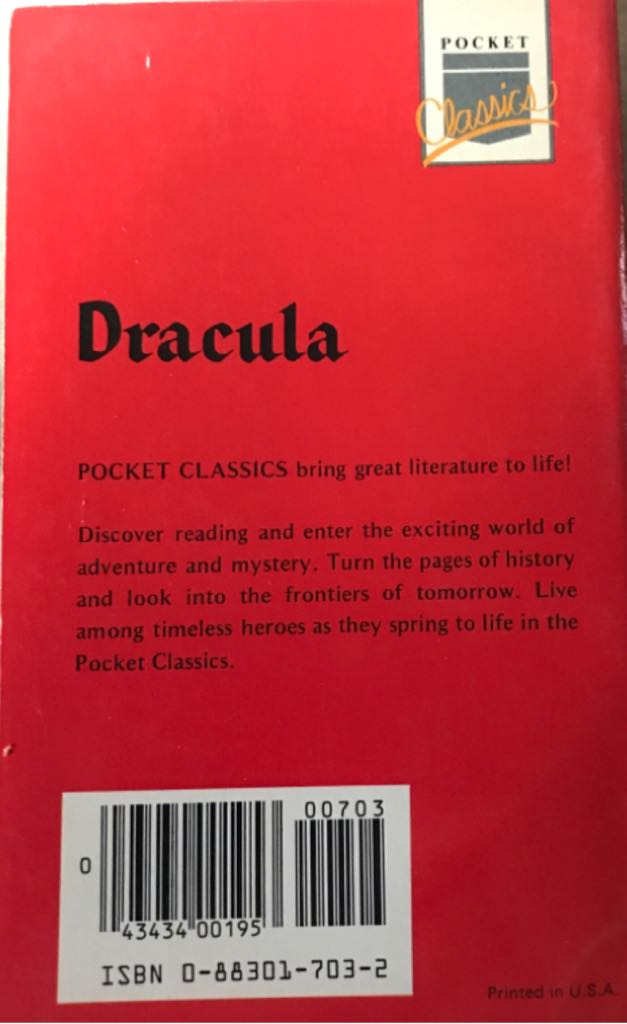 POCKET
Classics
Dracula
POCKET CLASSICS bring great literature to life!
Discover reading and enter the exciting world of
adventure and mystery. Turn the pages of history
and look into the frontiers of tomorrow. Live
among timeless heroes as they spring to life in the
Pocket Classics.
00703
0
43434 00195
ISBN 0-88301-703-2
Printed in U.S.A.